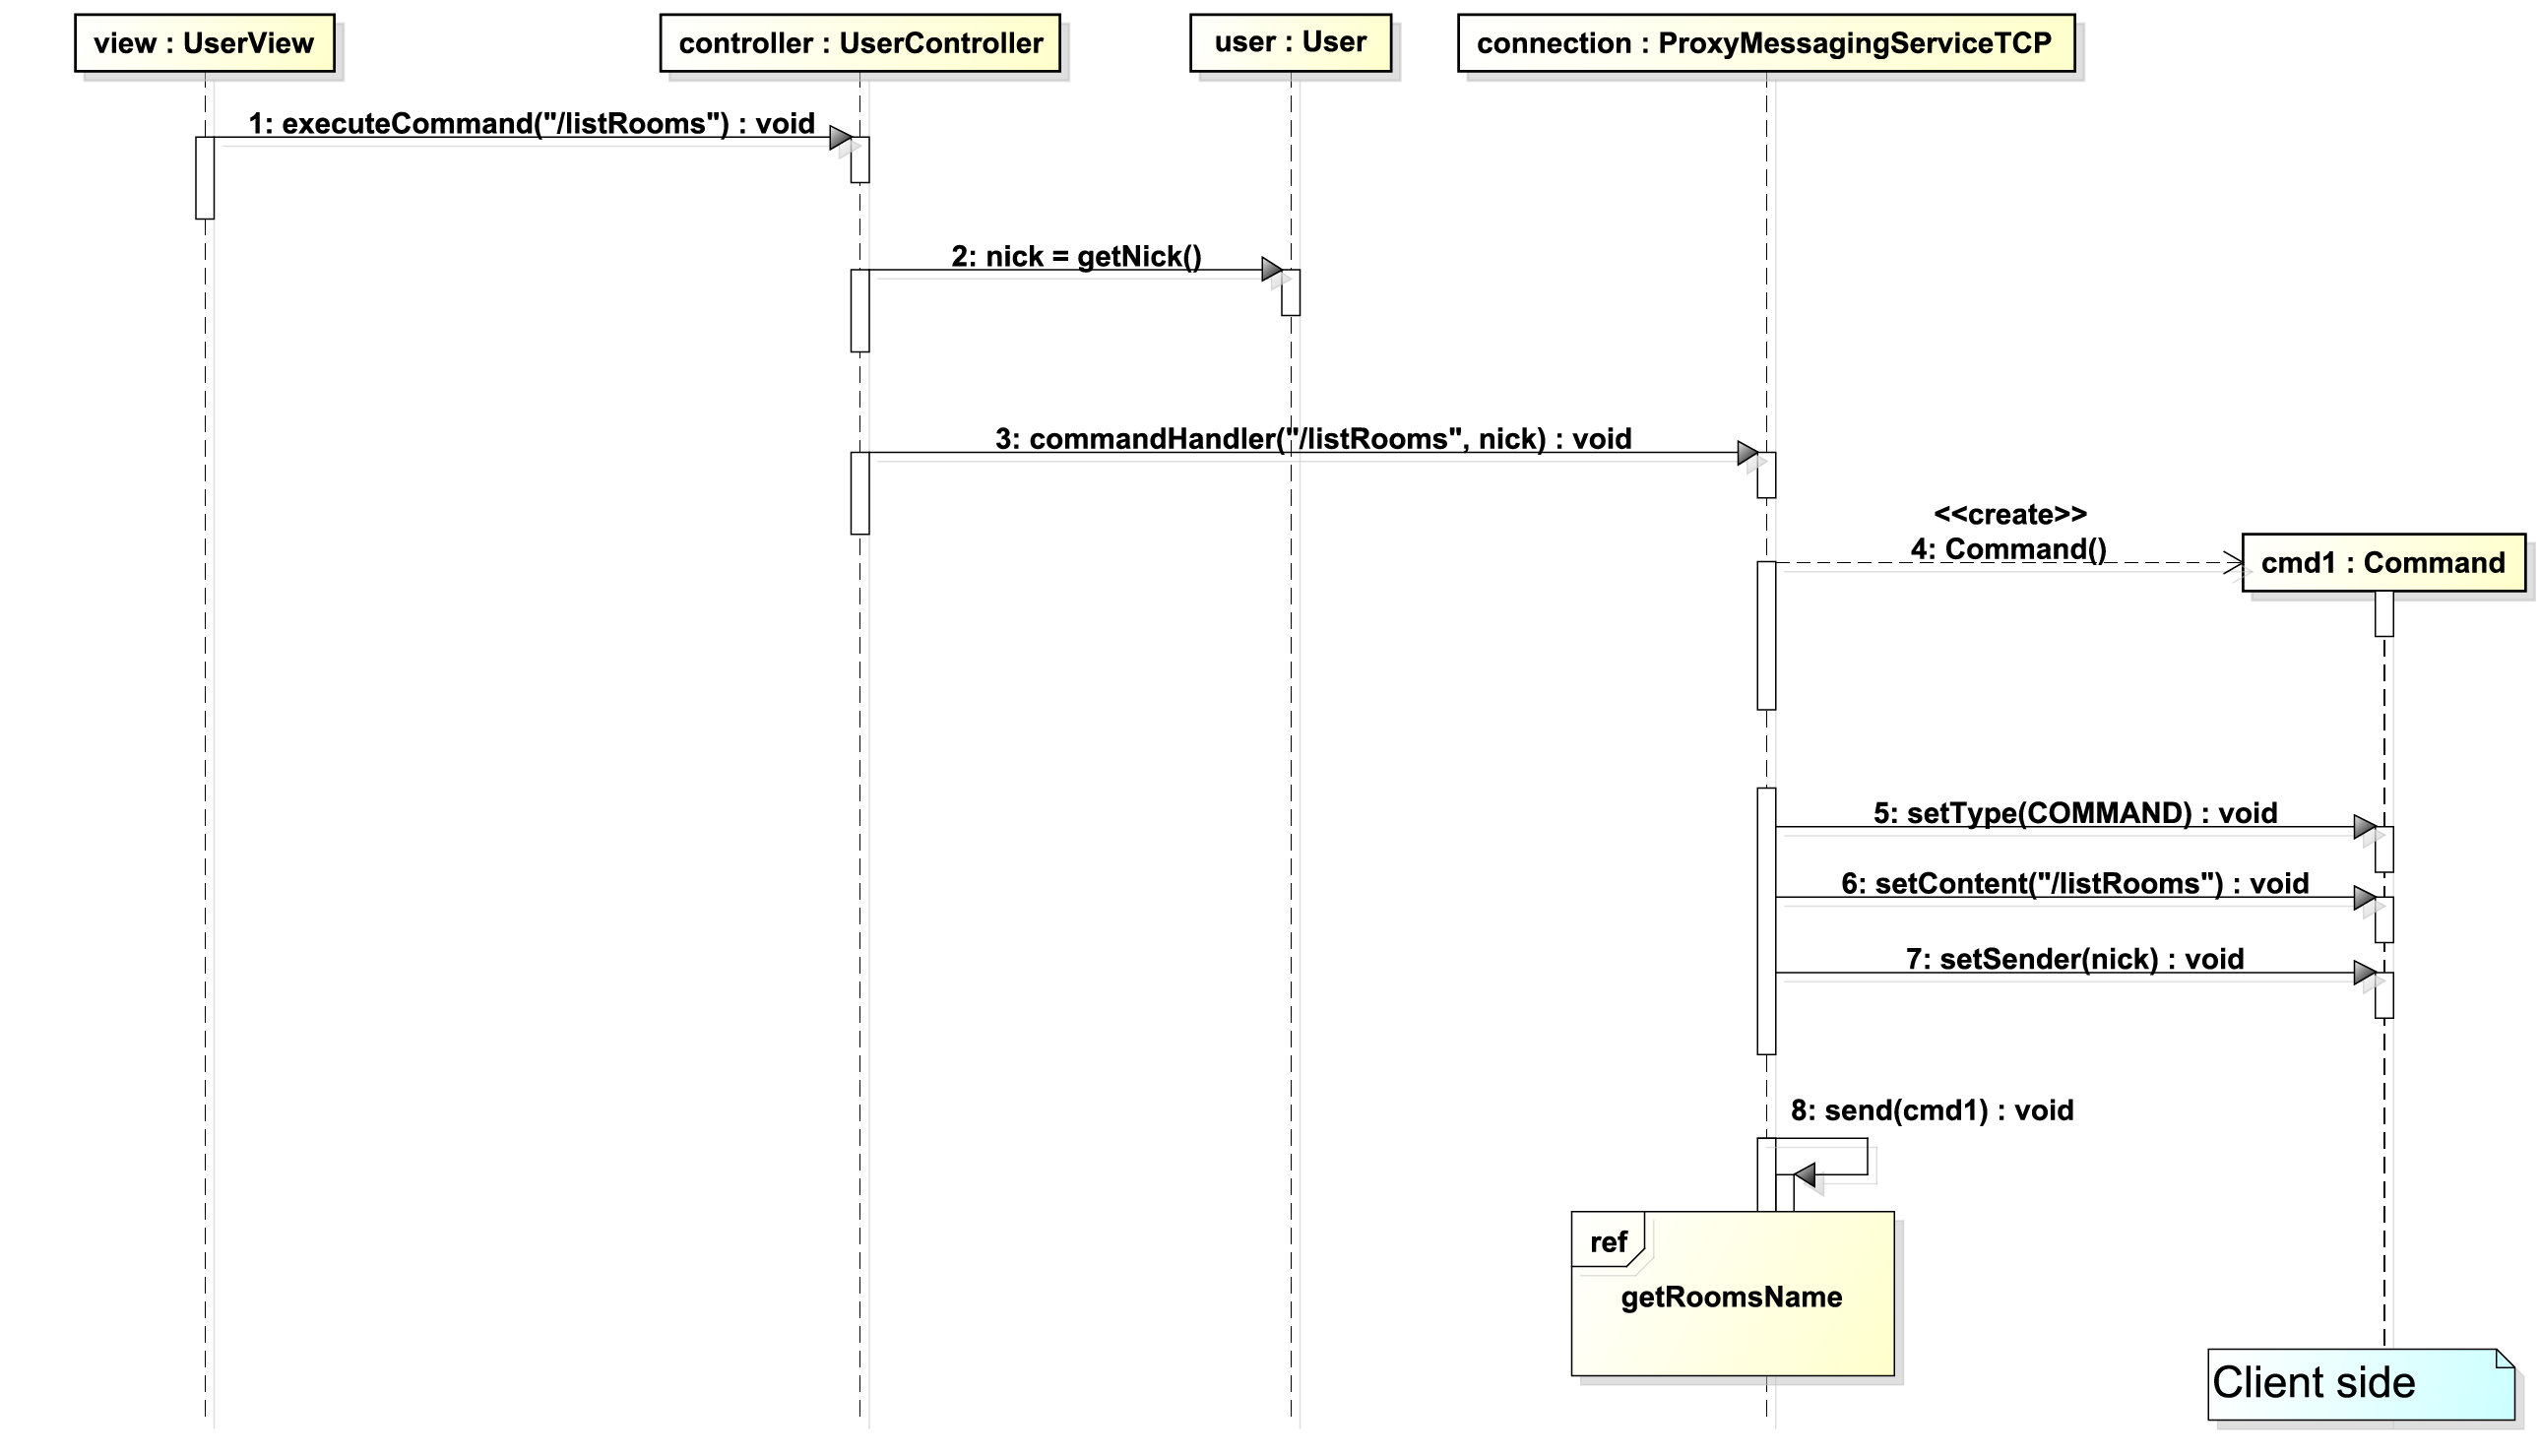 view : UserView
controller : UserController
user : User
connection : ProxyMessagingServiceTCP
1: executeCommand("/listRooms") : void
2: nick = getNick()
3: commandHandler("/listRooms", nick) : void
<<create>>
4: Command()
cmd1 : Command
5: setType(COMMAND) : void
6: setContent("/listRooms") : void
7: setSender(nick) : void
8: send(cmd1) : void
ref
getRoomsName
Client side